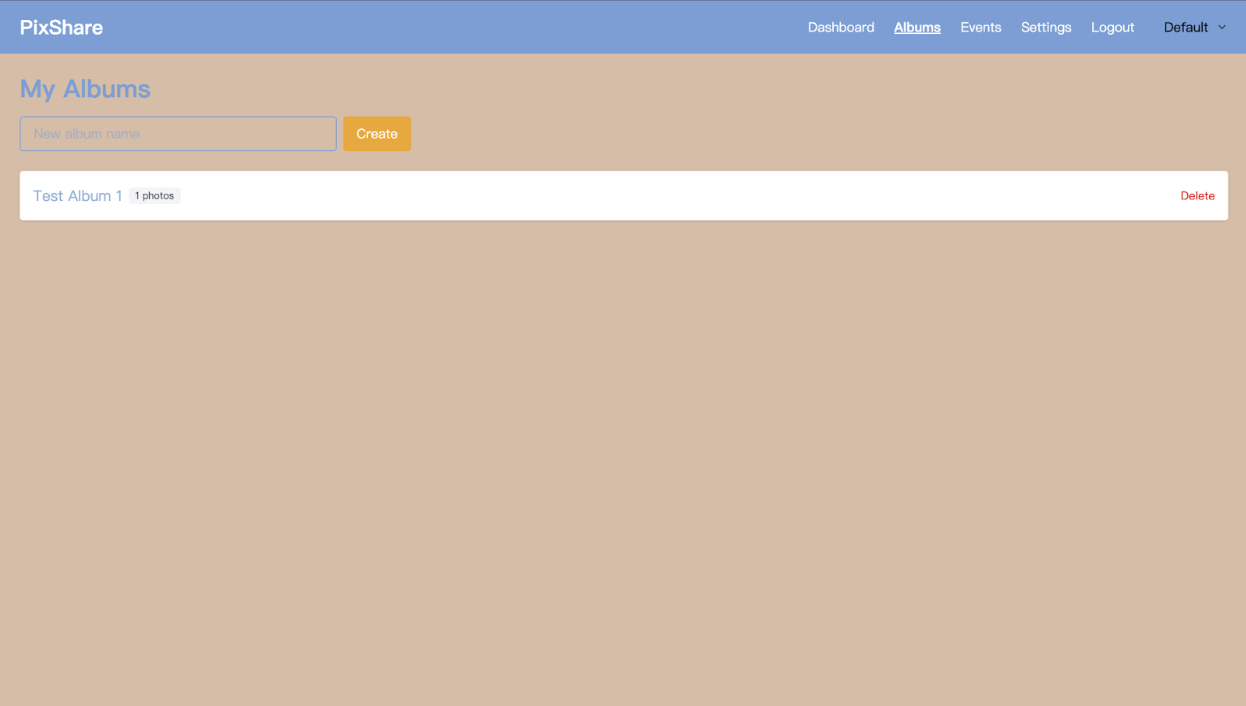 PixShare
Dashboard Albums Events Settings Logout Default
My Albums
New album name Create
Test Album 1 1 photos Delete